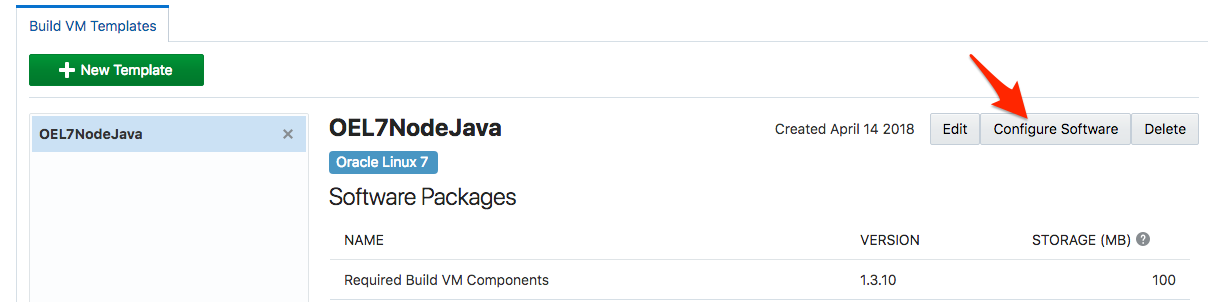 Build VM Templates
New Template
OEL7NodeJava
OEL7NodeJava
Created April 14 2018 Edit Configure Software Delete
Oracle Linux 7
Software Packages
NAME VERSION STORAGE (MB) ?
Required Build VM Components 1.3.10 100